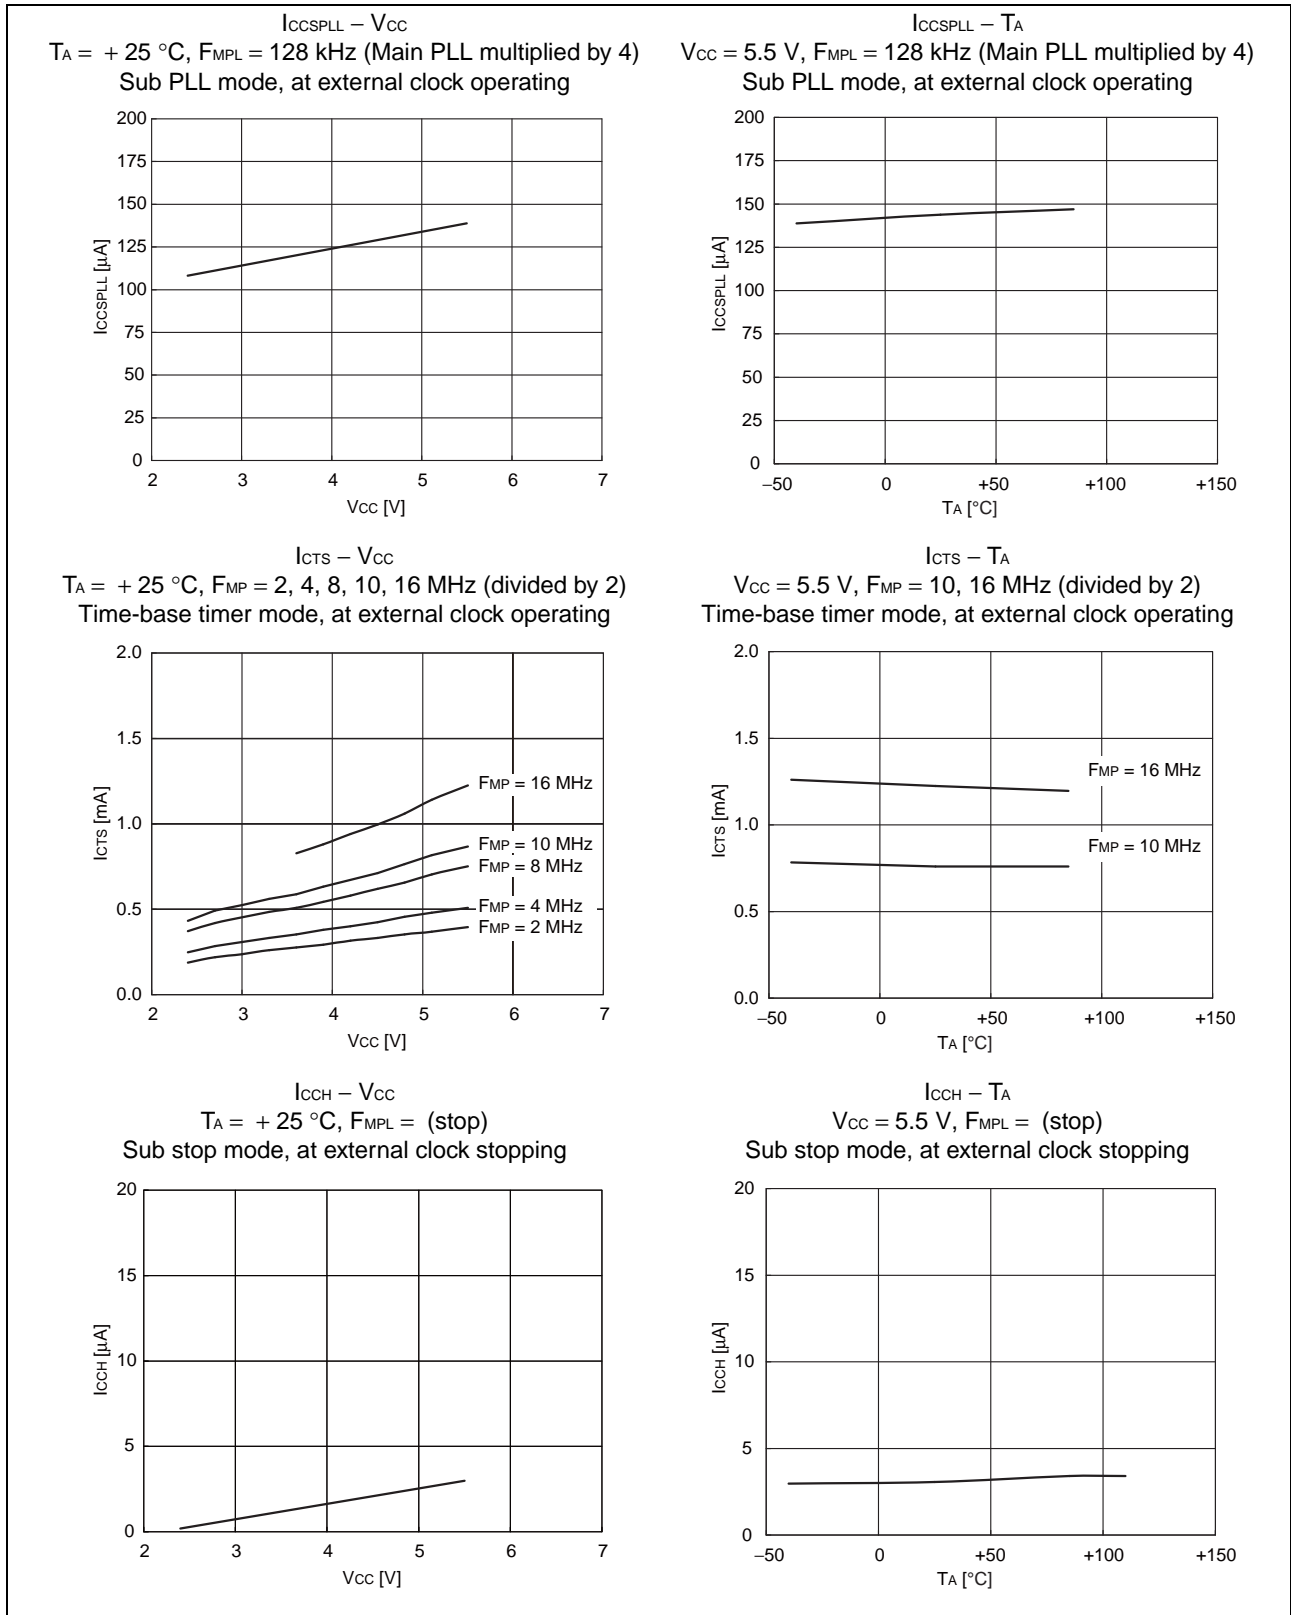 ICCSPLL – VCC
TA = + 25 °C, FMPL = 128 kHz (Main PLL multiplied by 4)
Sub PLL mode, at external clock operating
200
175
150
125
100
75
50
25
0
ICCSPLL [µA]
2 3 4 5 6 7
VCC [V]
ICCSPLL – TA
VCC = 5.5 V, FMPL = 128 kHz (Main PLL multiplied by 4)
Sub PLL mode, at external clock operating
200
175
150
125
100
75
50
25
0
ICCSPLL [µA]
−50 0 +50 +100 +150
TA [°C]
ICTS – VCC
TA = + 25 °C, FMP = 2, 4, 8, 10, 16 MHz (divided by 2)
Time-base timer mode, at external clock operating
2.0
1.5
1.0
0.5
0.0
ICTS [mA]
FMP = 16 MHz
FMP = 10 MHz
FMP = 8 MHz
FMP = 4 MHz
FMP = 2 MHz
2 3 4 5 6 7
VCC [V]
ICTS – TA
VCC = 5.5 V, FMP = 10, 16 MHz (divided by 2)
Time-base timer mode, at external clock operating
2.0
1.5
1.0
0.5
0.0
ICTS [mA]
FMP = 16 MHz
FMP = 10 MHz
−50 0 +50 +100 +150
TA [°C]
ICCH – VCC
TA = + 25 °C, FMPL = (stop)
Sub stop mode, at external clock stopping
20
15
10
5
0
ICCH [µA]
2 3 4 5 6 7
VCC [V]
ICCH – TA
VCC = 5.5 V, FMPL = (stop)
Sub stop mode, at external clock stopping
20
15
10
5
0
ICCH [µA]
−50 0 +50 +100 +150
TA [°C]